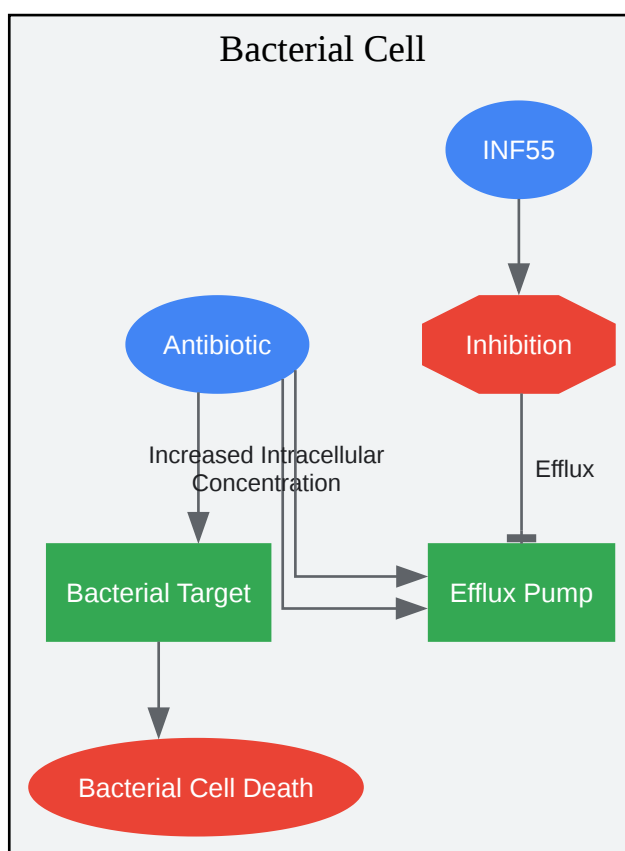 Bacterial Cell
INF55
Antibiotic
Inhibition
Increased Intracellular
Concentration
Efflux
Bacterial Target
Efflux Pump
Bacterial Cell Death